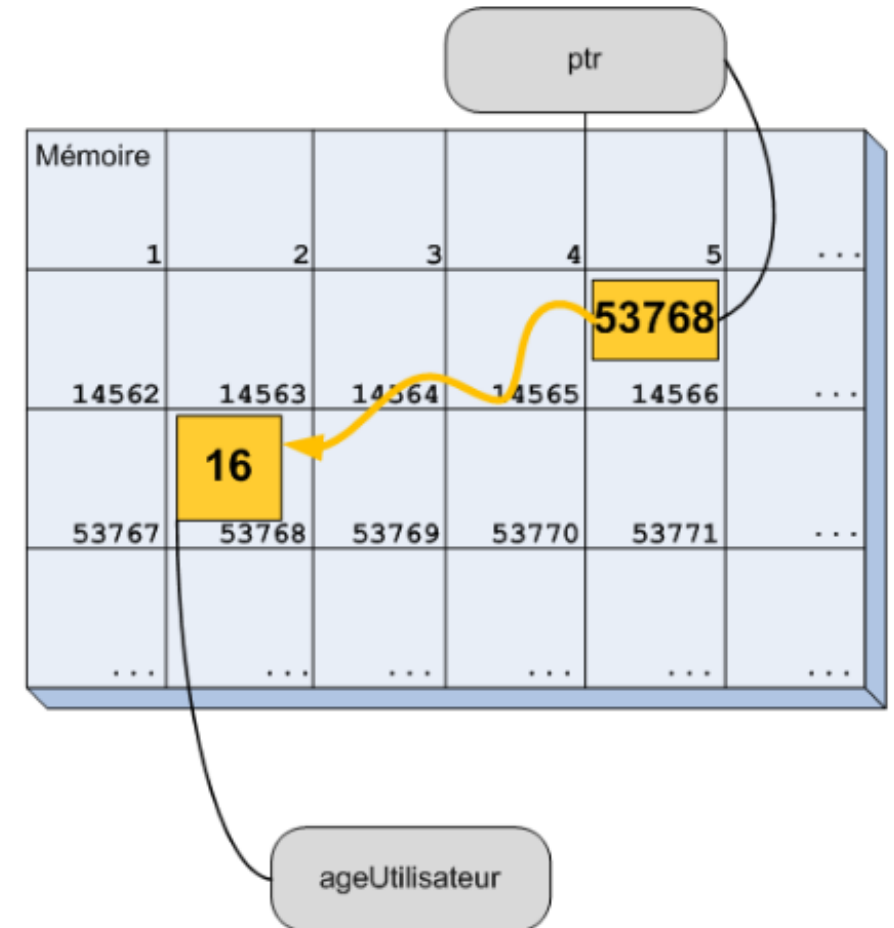 ptr
Mémoire
1 2 3 4 5 ...
53768
14562 14563 14564 14565 14566 ...
16
53767 53768 53769 53770 53771 ...
... ... ... ... ... ...
ageUtilisateur